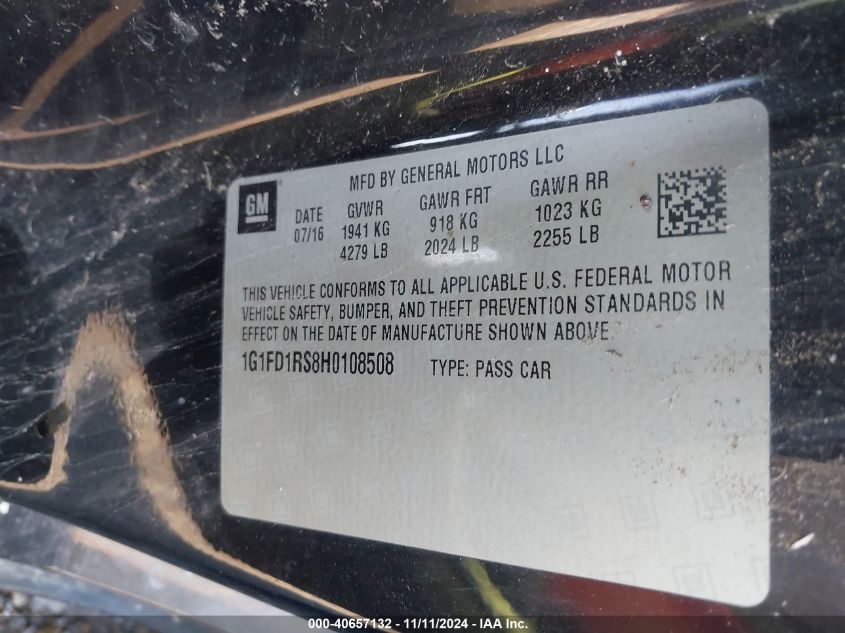 MFD BY GENERAL MOTORS LLC
GM
DATE GVWR GAWR FRT GAWR RR
07/16 1941 KG 918 KG 1023 KG
4279 LB 2024 LB 2255 LB
THIS VEHICLE CONFORMS TO ALL APPLICABLE U.S. FEDERAL MOTOR
VEHICLE SAFETY, BUMPER, AND THEFT PREVENTION STANDARDS IN
EFFECT ON THE DATE OF MANUFACTURE SHOWN ABOVE.
1G1FD1RS8H0108508 TYPE: PASS CAR
000-40657132 - 11/11/2024 - IAA Inc.